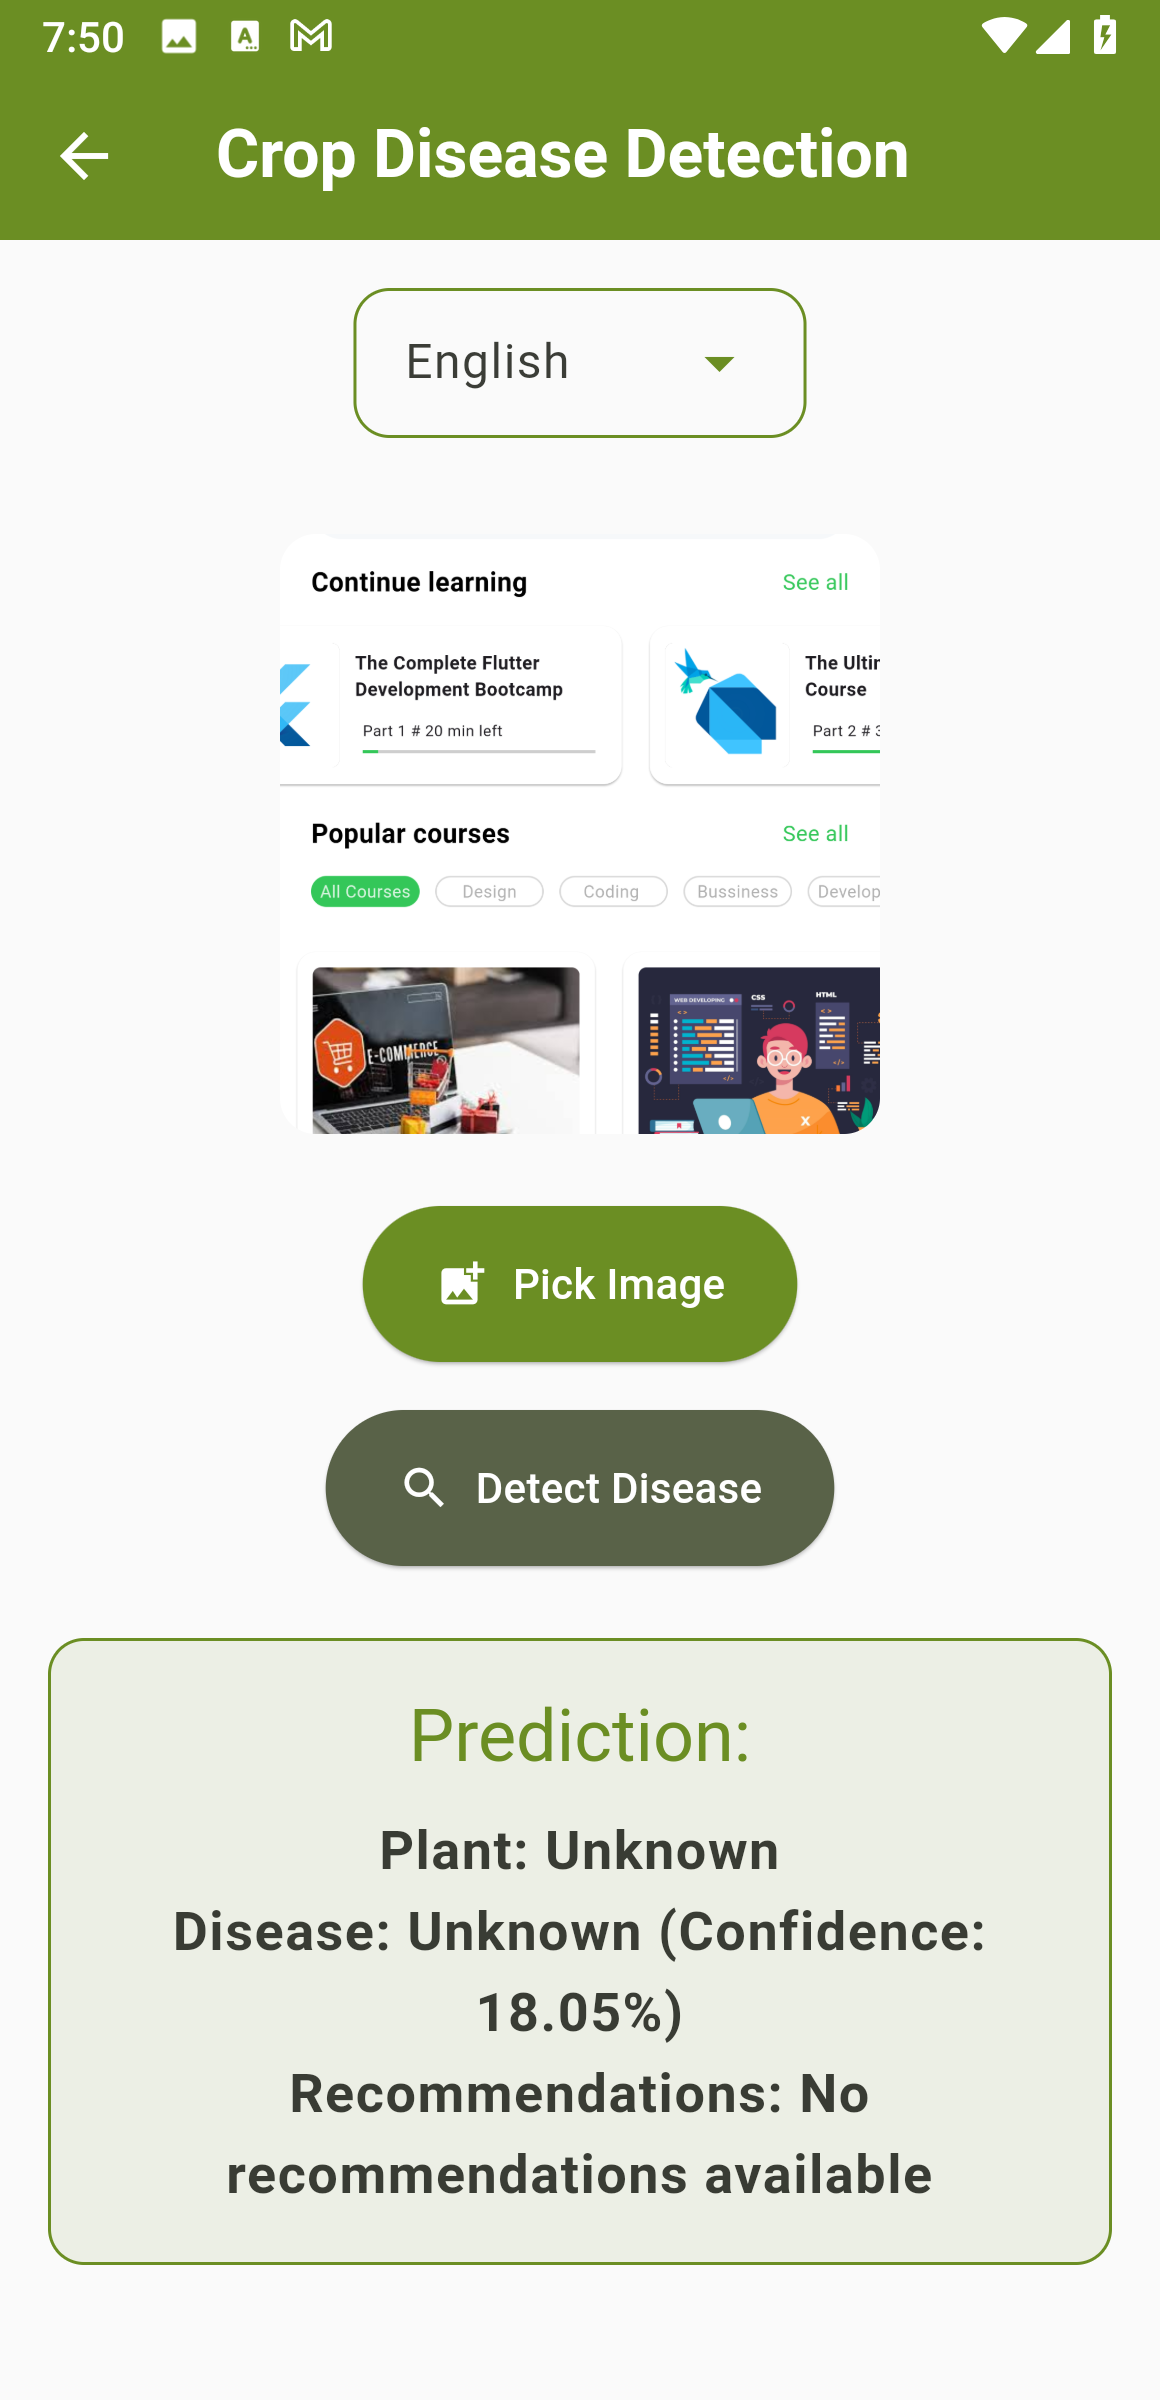 7:50
Crop Disease Detection
English
Continue learning
See all
The Complete Flutter
Development Bootcamp
Part 1 # 20 min left
The Ultin
Course
Part 2 # 3
Popular courses
See all
All Courses
Design
Coding
Bussiness
Develop
E-COMMERCE
WEB DEVELOPING
CSS
HTML
Pick Image
Detect Disease
Prediction:
Plant: Unknown
Disease: Unknown (Confidence:
18.05%)
Recommendations: No
recommendations available